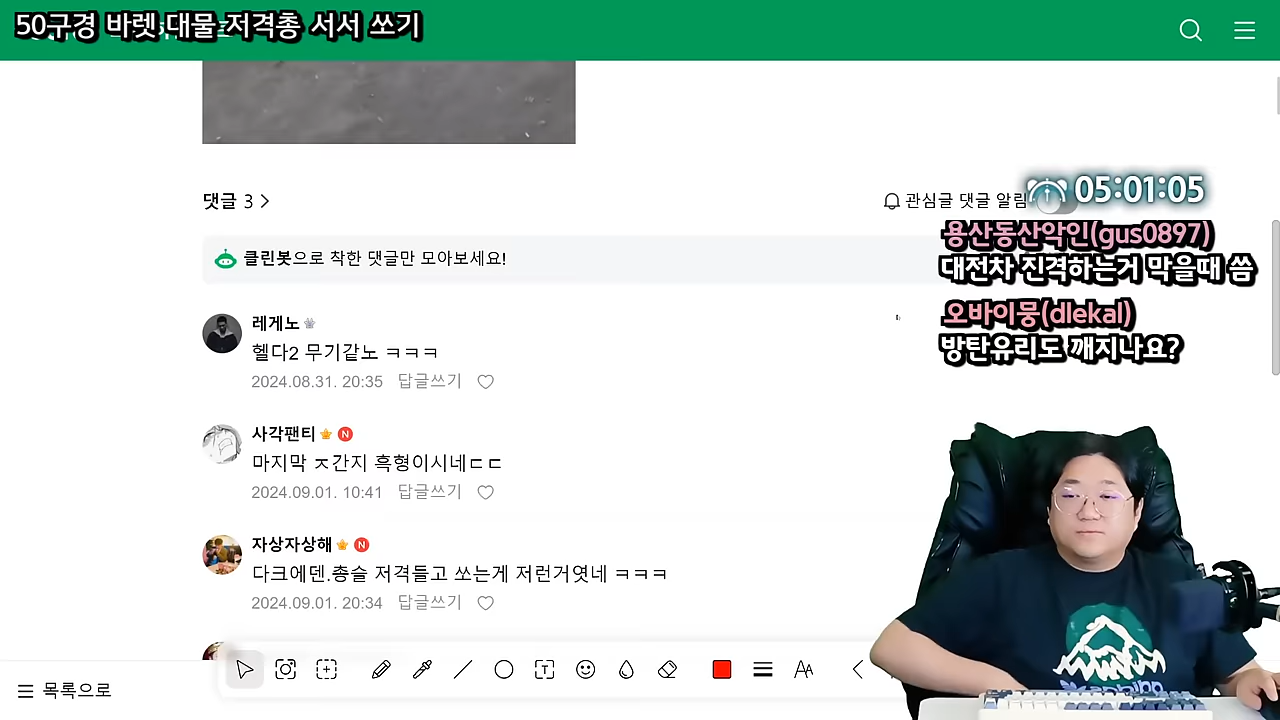 50구경 바렛 대물 저격총 서서 쏘기
댓글 3
관심글 댓글 알림
05:01:05
클린봇으로 착한 댓글만 모아보세요!
용산동산악인(gus0897)
대전차 진격하는거 막을때 씀
오바이뭉(dlekal)
방탄유리도 깨지나요?
레게노
헬다2 무기같노 ㅋㅋㅋ
2024.08.31. 20:35 답글쓰기
사각팬티 N
마지막 ㅈ간지 흑형이시네ㄷㄷ
2024.09.01. 10:41 답글쓰기
자상자상해 N
다크에덴.총슬 저격들고 쏘는게 저런거엿네 ㅋㅋㅋ
2024.09.01. 20:34 답글쓰기
목록으로